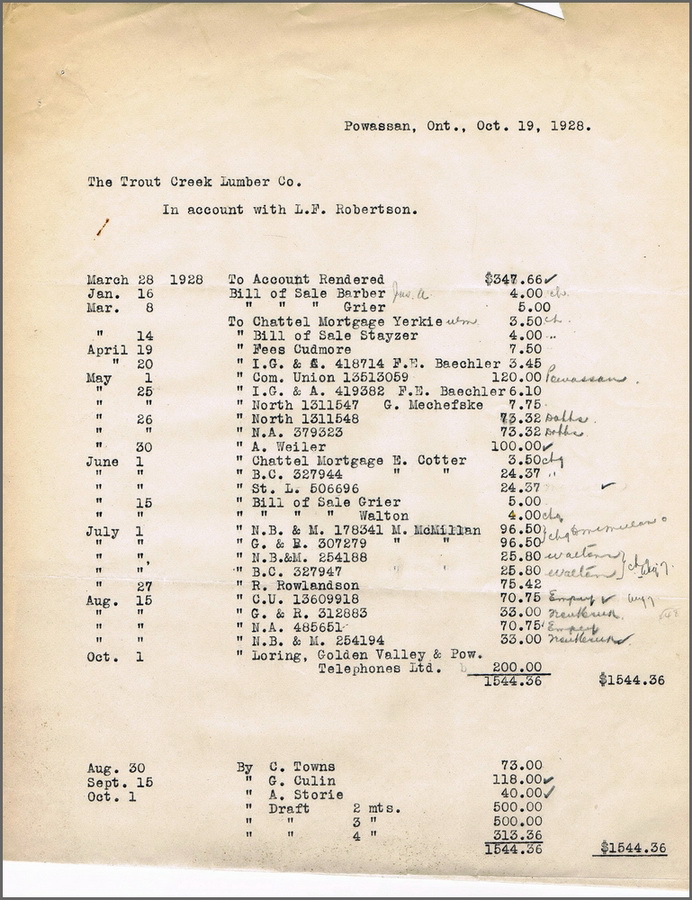 Powassan, Ont., Oct. 19, 1928.
The Trout Creek Lumber Co.
In account with L.F. Robertson.
March 28 1928 To Account Rendered $347.66 ✓
Jan. 16 Bill of Sale Barber Jas. A. 4.00 ch.
Mar. 8 " " " Grier 5.00
To Chattel Mortgage Yerkie 3.50 ch.
" 14 " Bill of Sale Stayzer 4.00 "
April 19 " Fees Cudmore 7.50
" 20 " I.G. & A. 418714 F.E. Baechler 3.45
May 1 " Com. Union 13513059 120.00 Powassan.
" 25 " I.G. & A. 419382 F.E. Baechler 6.10
" " " North 1311547 G. Mechefske 7.75
" 26 " North 1311548 73.32
" " " N.A. 379323 73.32
" 30 " A. Weiler 100.00 ✓
June 1 " Chattel Mortgage E. Cotter 3.50 chg
" " " B.C. 327944 " " 24.37 "
" " " St. L. 506696 24.37 ✓
" 15 " Bill of Sale Grier 5.00
" " " " " " Walton 4.00 chg
July 1 " N.B. & M. 178341 M. McMillan 96.50
" " " G. & R. 307279 " " 96.50
" " " N.B.&M. 254188 " " 25.80 walton
" " " B.C. 327947 " " 25.80 walton
" 27 " R. Rowlandson 75.42
Aug. 15 " C.U. 13609918 70.75 Empey ✓
" " " G. & R. 312883 33.00
" " " N.A. 485651 70.75 Empey
" " " N.B. & M. 254194 33.00 ✓
Oct. 1 " Loring, Golden Valley & Pow.
Telephones Ltd. 200.00
1544.36 $1544.36
Aug. 30 By C. Towns 73.00
Sept. 15 " G. Culin 118.00 ✓
Oct. 1 " A. Storie 40.00 ✓
" Draft 2 mts. 500.00
" " 3 " 500.00
" " 4 " 313.36
1544.36 $1544.36